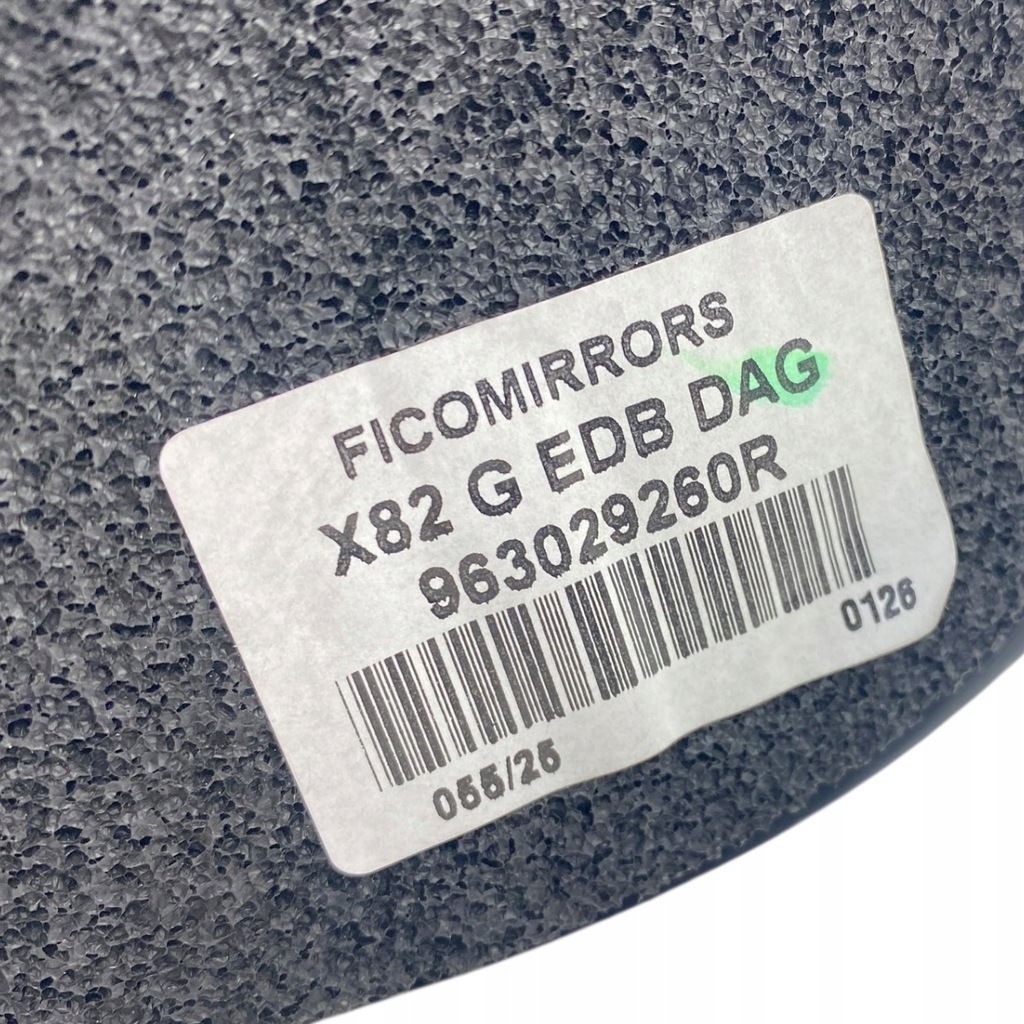 FICOMIRRORS
X82 G EDB DAG
963029260R
0126
055/25